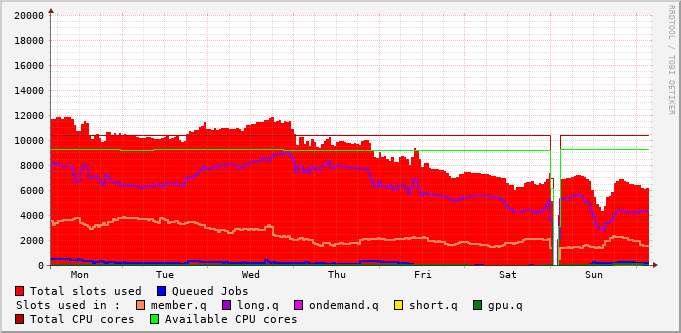 20000
18000
16000
14000
12000
10000
8000
6000
4000
2000
0
Mon Tue Wed Thu Fri Sat Sun
RRDTOOL / TOBI OETIKER
Total slots used Queued Jobs
Slots used in : member.q long.q ondemand.q short.q gpu.q
Total CPU cores Available CPU cores